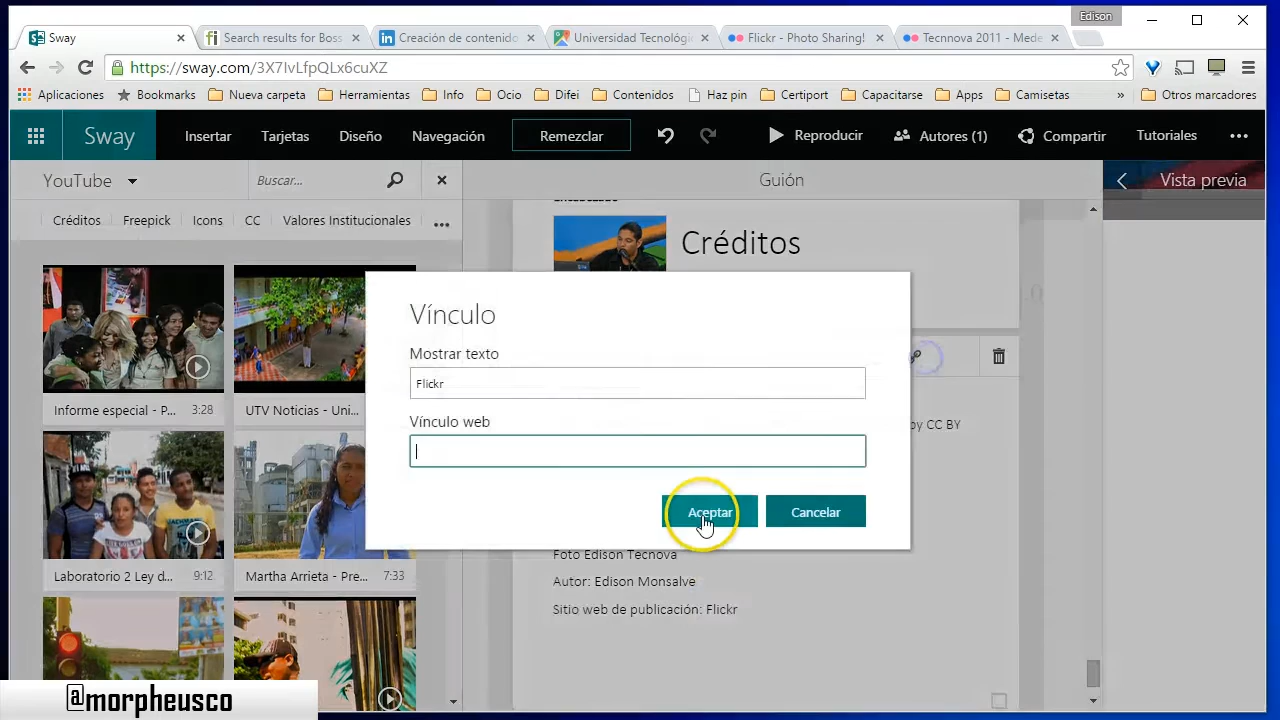 Edison
Sway
Search results for Boss
Creación de contenido
Universidad Tecnológi
Flickr - Photo Sharing!
Tecnnova 2011 - Mede
https://sway.com/3X7IvLfpQLx6cuXZ
Aplicaciones
Bookmarks
Nueva carpeta
Herramientas
Info
Ocio
Difei
Contenidos
Haz pin
Certiport
Capacitarse
Apps
Camisetas
»
Otros marcadores
Sway
Insertar
Tarjetas
Diseño
Navegación
Remezclar
Reproducir
Autores (1)
Compartir
Tutoriales
YouTube
Buscar...
Guión
Vista previa
Créditos
Freepick
Icons
CC
Valores Institucionales
Encabezado
Créditos
Vínculo
Mostrar texto
Flickr
Vínculo web
Aceptar
Cancelar
by CC BY
Informe especial - P...
3:28
UTV Noticias - Uni...
Laboratorio 2 Ley d...
9:12
Martha Arrieta - Pre...
7:33
Foto Edison Tecnova
Autor: Edison Monsalve
Sitio web de publicación: Flickr
@morpheusco